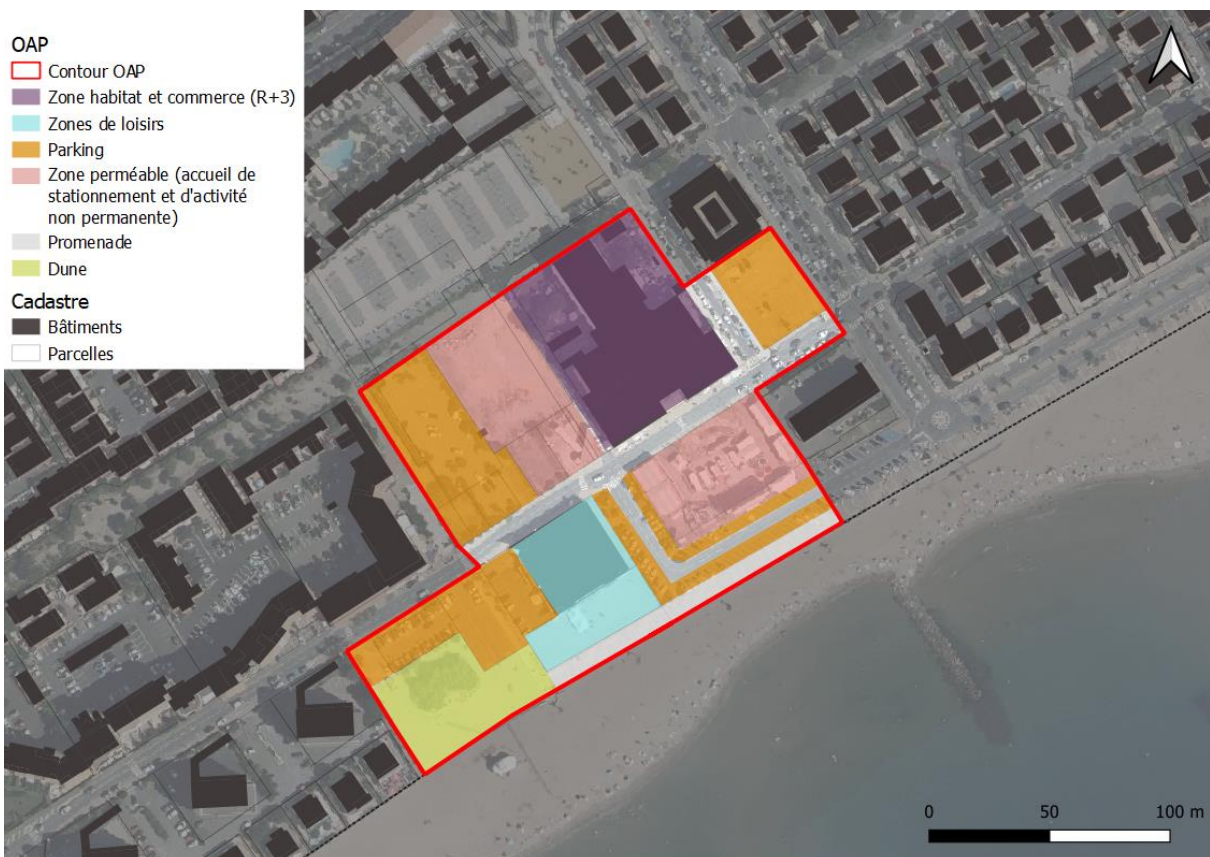 OAP
Contour OAP
Zone habitat et commerce (R+3)
Zones de loisirs
Parking
Zone perméable (accueil de
stationnement et d'activité
non permanente)
Promenade
Dune
Cadastre
Bâtiments
Parcelles
0 50 100 m